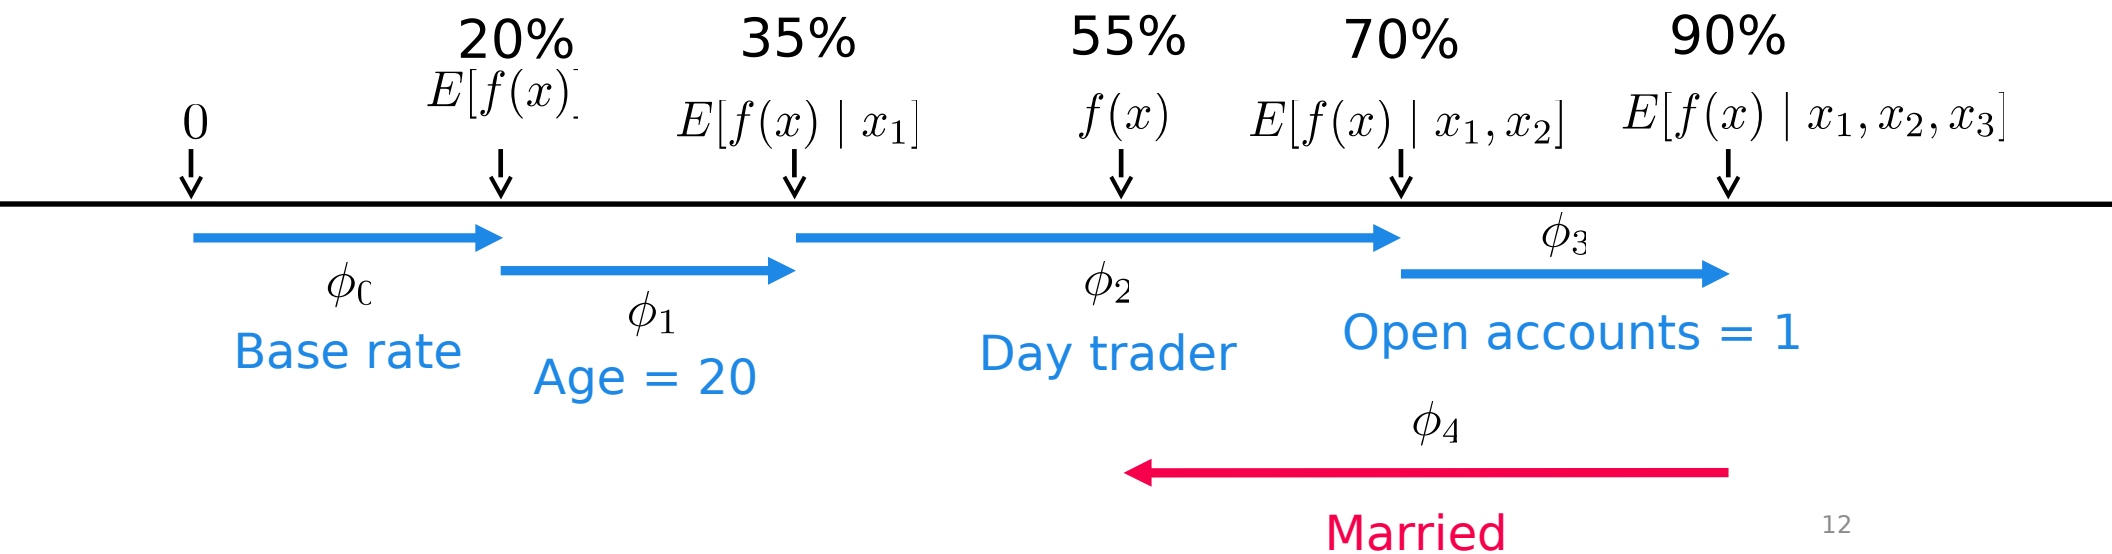 20% 35% 55% 70% 90%
0 E[f(x)] E[f(x) | x₁] f(x) E[f(x) | x₁, x₂] E[f(x) | x₁, x₂, x₃]
ϕ₀ ϕ₁ ϕ₂ ϕ₃
Base rate Age = 20 Day trader Open accounts = 1
ϕ₄
Married
12